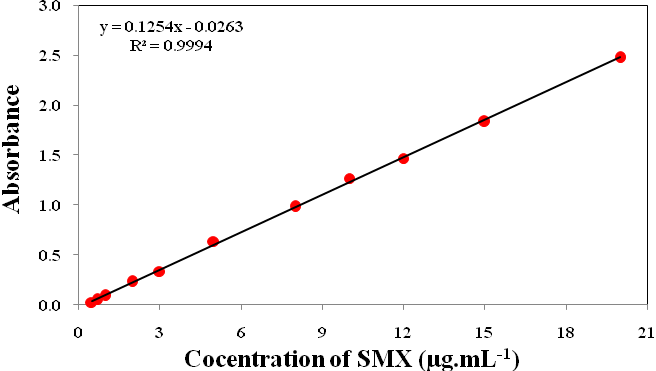 y = 0.1254x - 0.0263
R² = 0.9994
3.0
2.5
2.0
1.5
1.0
0.5
0.0
Absorbance
0 3 6 9 12 15 18 21
Cocentration of SMX (µg.mL⁻¹)